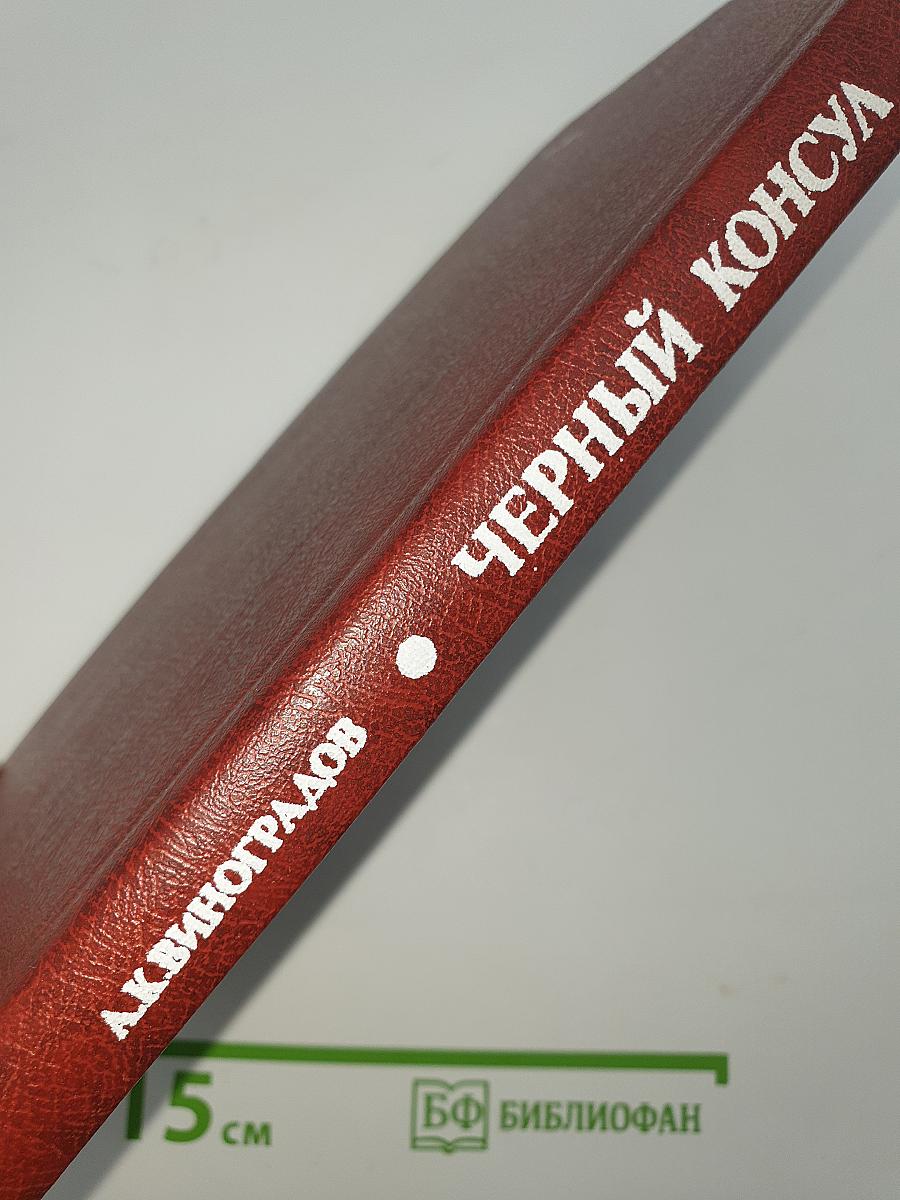 А.К.ВИНОГРАДОВ • ЧЕРНЫЙ КОНСУЛ
15 см
БФ БИБЛИОФАН